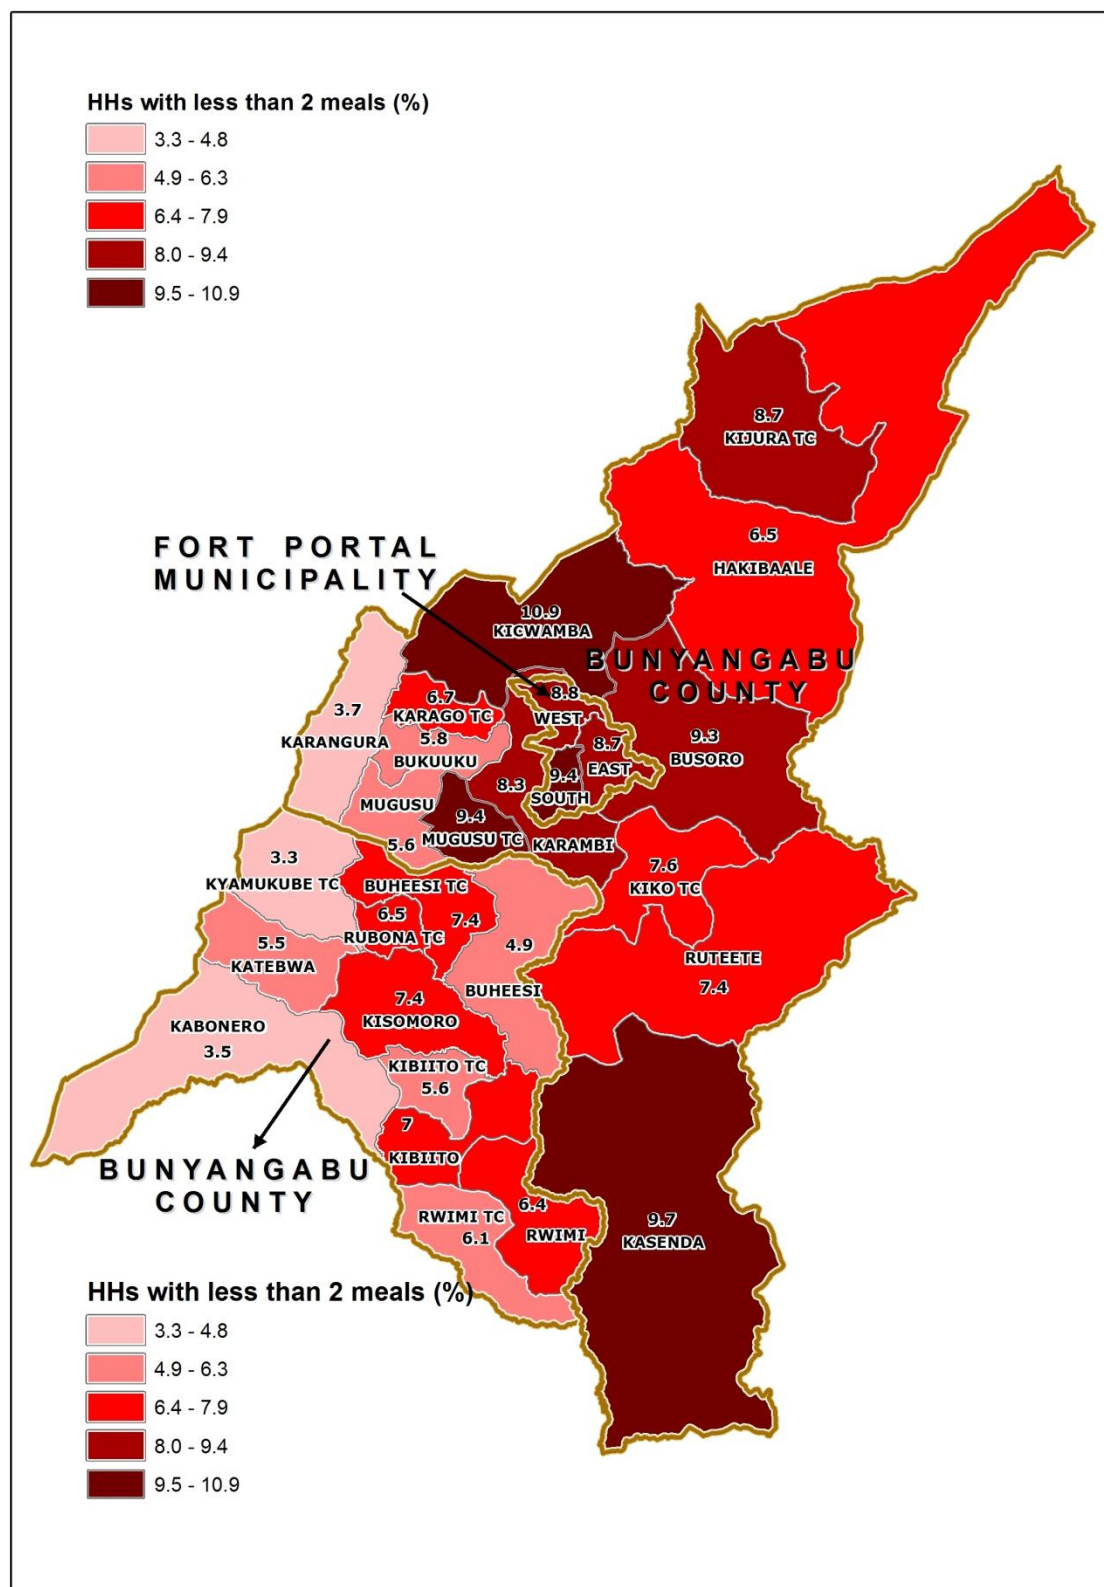 HHs with less than 2 meals (%)
3.3 - 4.8
4.9 - 6.3
6.4 - 7.9
8.0 - 9.4
9.5 - 10.9
8.7
KIJURA TC
6.5
HAKIBAALE
FORT PORTAL
MUNICIPALITY
10.9
KICWAMBA
BUNYANGABU
COUNTY
8.8
WEST
6.7
KARAGO TC
3.7
KARANGURA
5.8
BUKUUKU
8.7
EAST
9.3
BUSORO
8.3
9.4
SOUTH
MUGUSU
9.4
MUGUSU TC
KARAMBI
5.6
3.3
KYAMUKUBE TC
BUHEESI TC
7.4
7.6
KIKO TC
6.5
RUBONA TC
5.5
KATEBWA
4.9
BUHEESI
RUTEETE
7.4
7.4
KISOMORO
KABONERO
3.5
KIBIITO TC
5.6
7
KIBIITO
BUNYANGABU
COUNTY
RWIMI TC
6.1
6.4
RWIMI
9.7
KASENDA
HHs with less than 2 meals (%)
3.3 - 4.8
4.9 - 6.3
6.4 - 7.9
8.0 - 9.4
9.5 - 10.9